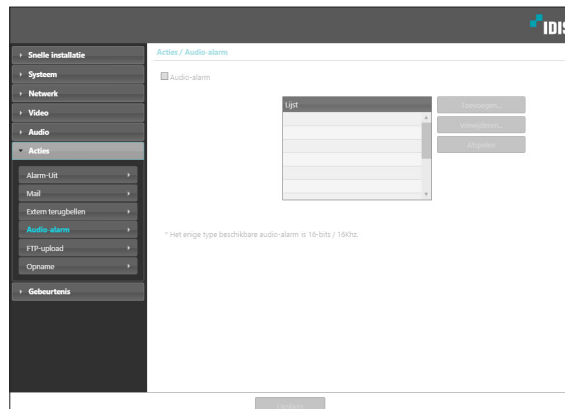 IDIS
Snelle installatie
Systeem
Netwerk
Video
Audio
Acties
Alarm-Uit
Mail
Extern terugbellen
Audio-alarm
FTP-upload
Opname
Gebeurtenis
Acties / Audio-alarm
Audio-alarm
Lijst
Toevoegen...
Verwijderen...
Afspelen
* Het enige type beschikbare audio-alarm is 16-bits / 16Khz.